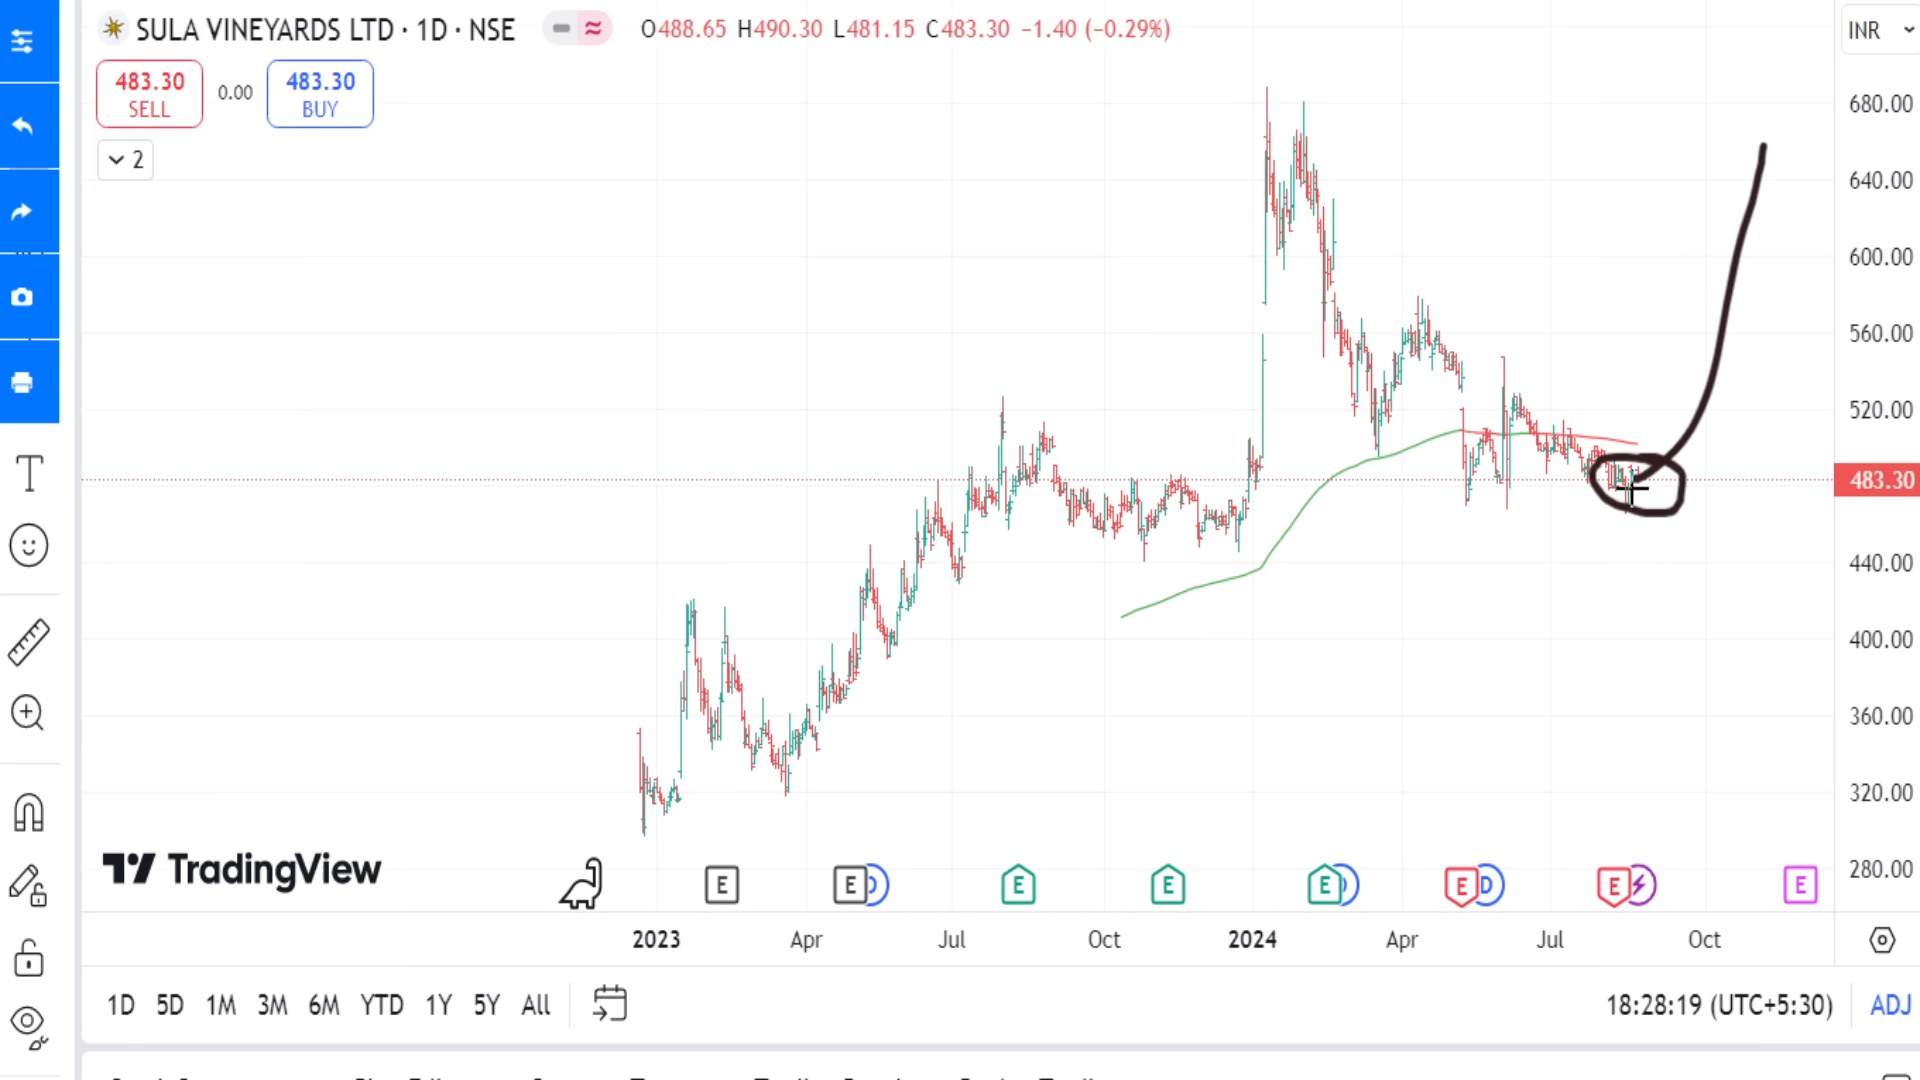 SULA VINEYARDS LTD · 1D · NSE
O488.65 H490.30 L481.15 C483.30 −1.40 (−0.29%)
INR
483.30
SELL
0.00
483.30
BUY
2
680.00
640.00
600.00
560.00
520.00
483.30
440.00
400.00
360.00
320.00
280.00
TradingView
E E D E E E D E D E E
2023 Apr Jul Oct 2024 Apr Jul Oct
1D 5D 1M 3M 6M YTD 1Y 5Y All
18:28:19 (UTC+5:30) ADJ